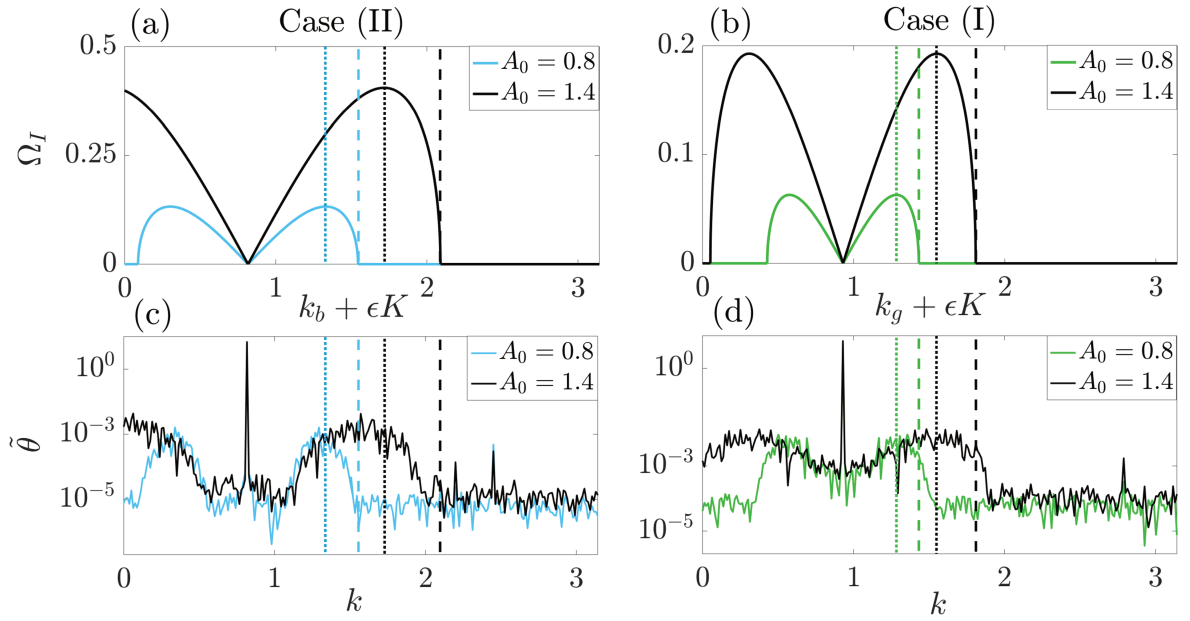 (a) Case (II)
(b) Case (I)
0.5
0.25
0
Ω_I
A_0 = 0.8
A_0 = 1.4
0 1 2 3
k_b + ϵK
0.2
0.1
0
A_0 = 0.8
A_0 = 1.4
0 1 2 3
k_g + ϵK
(c)
(d)
10^0
10^{-3}
10^{-5}
θ̃
A_0 = 0.8
A_0 = 1.4
0 1 2 3
k
10^0
10^{-3}
10^{-5}
A_0 = 0.8
A_0 = 1.4
0 1 2 3
k